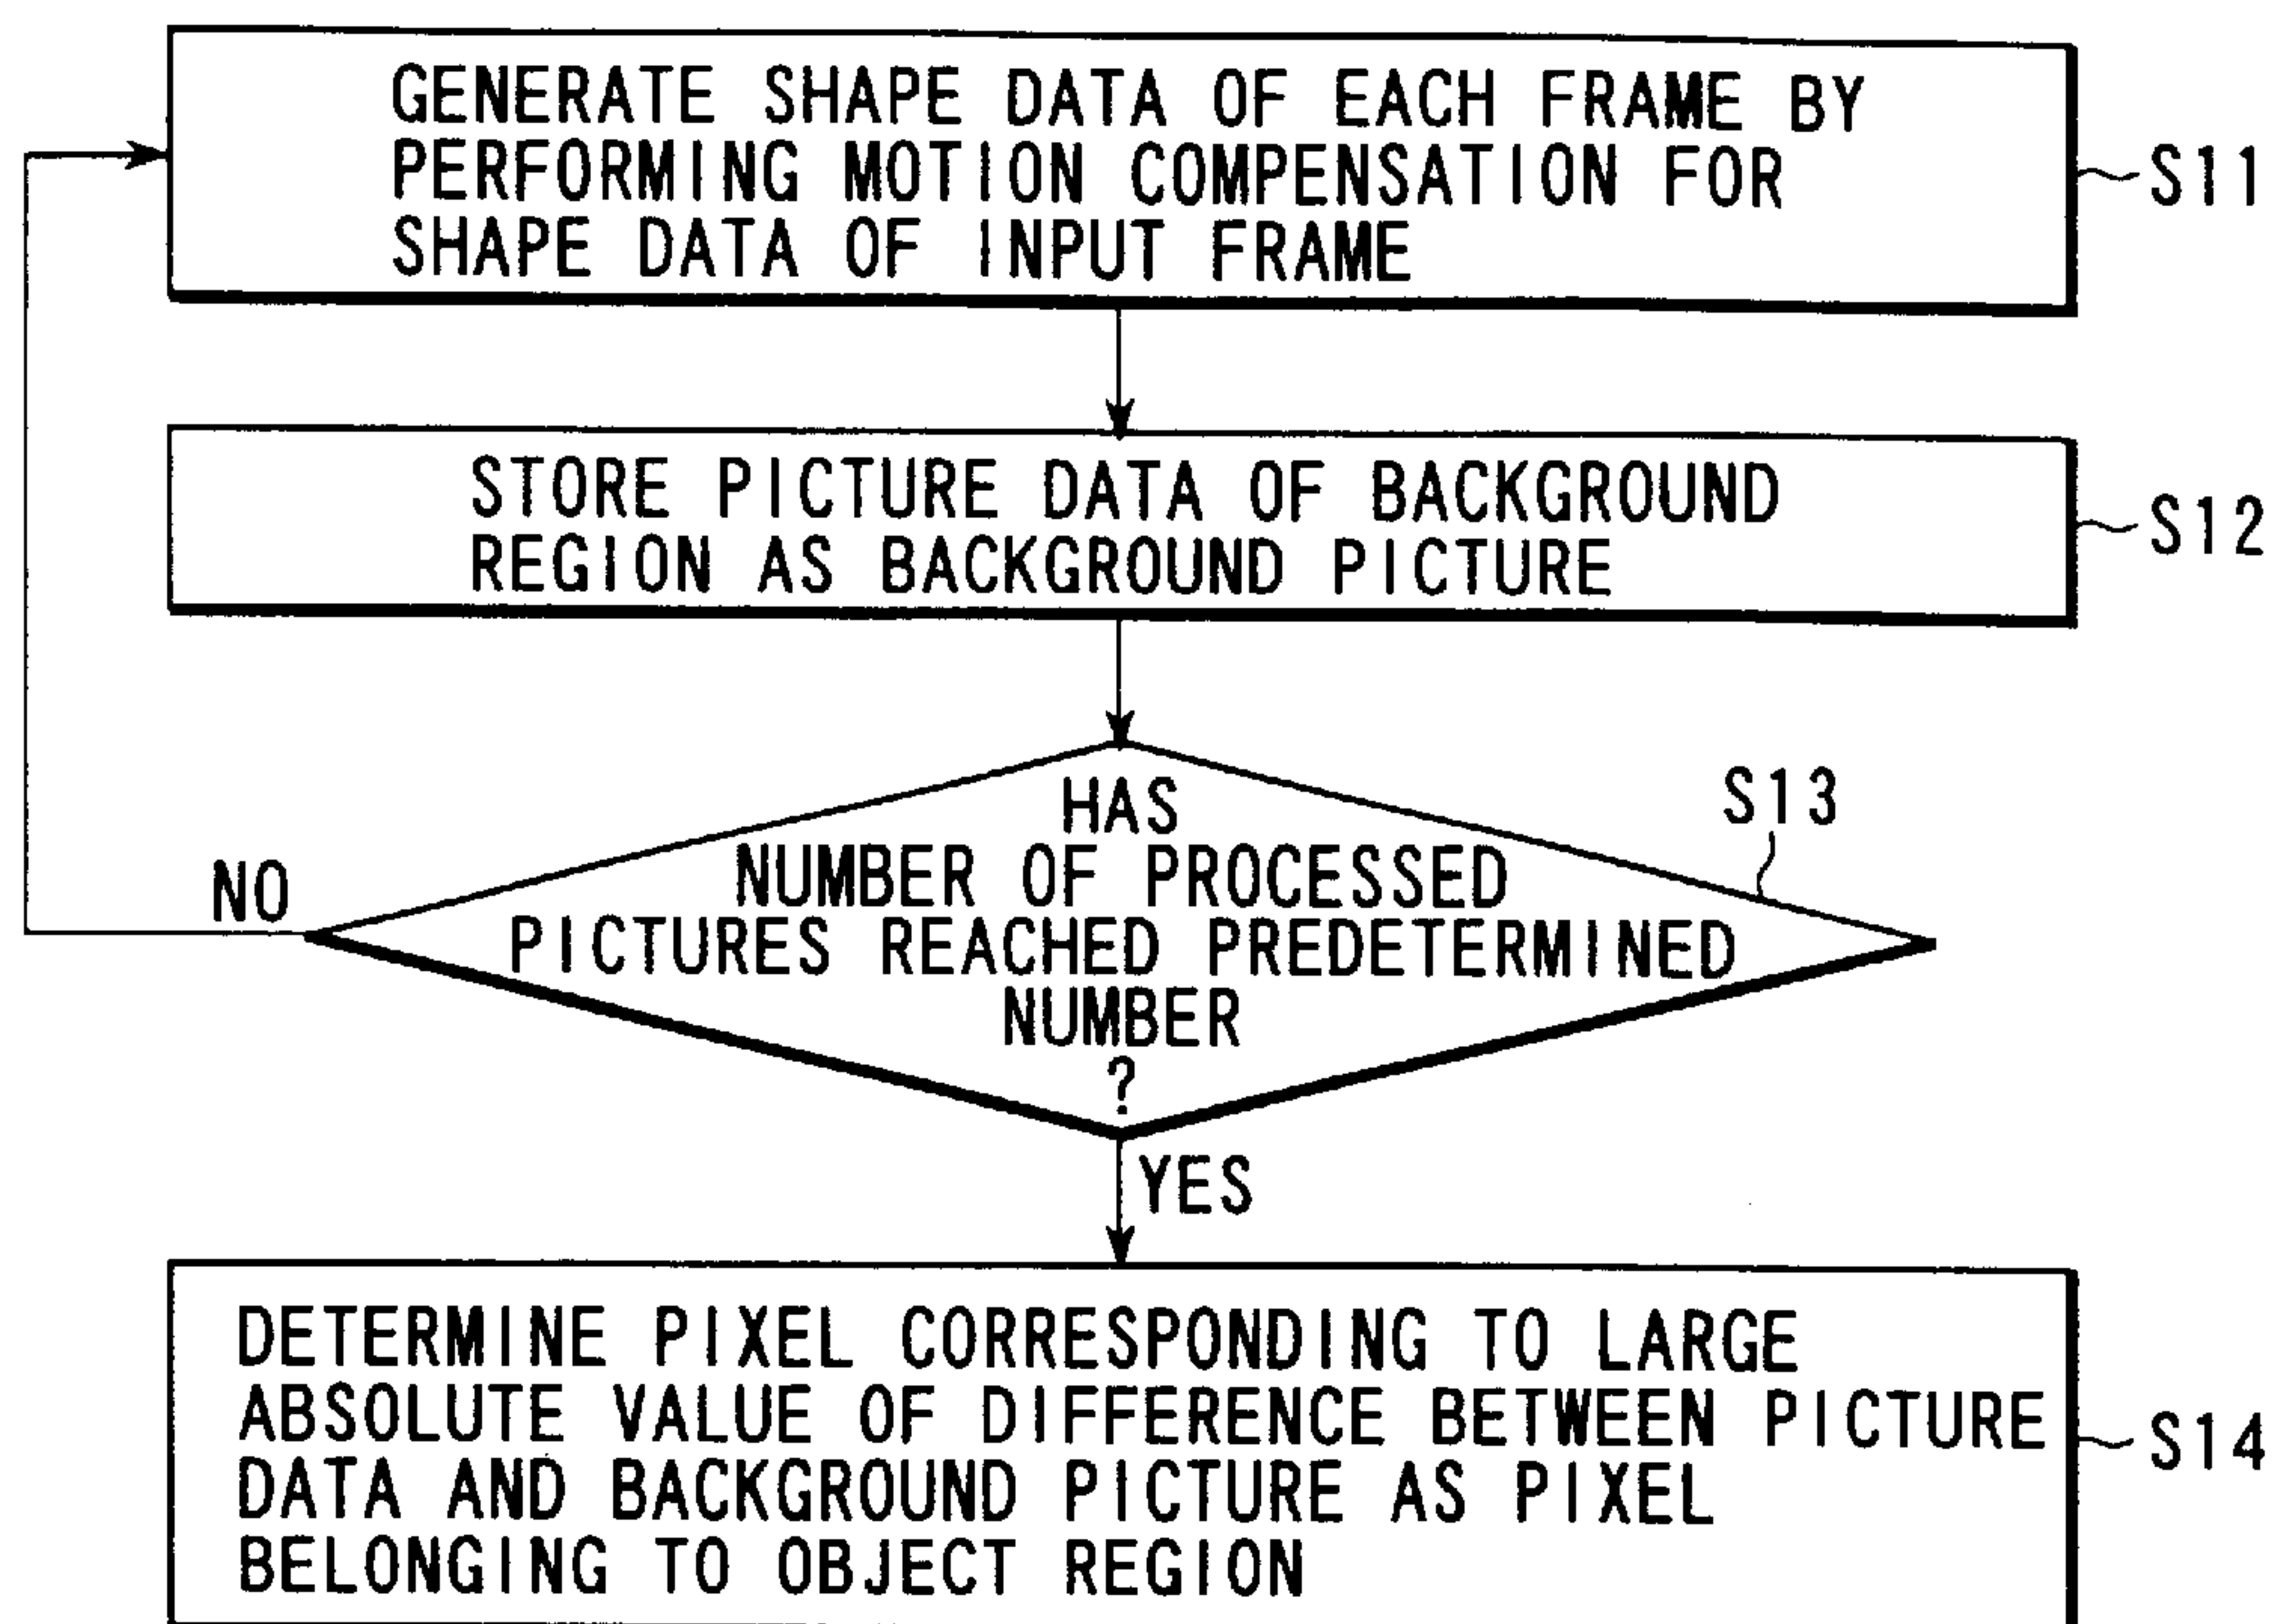 GENERATE SHAPE DATA OF EACH FRAME BY
PERFORMING MOTION COMPENSATION FOR
SHAPE DATA OF INPUT FRAME
S11
STORE PICTURE DATA OF BACKGROUND
REGION AS BACKGROUND PICTURE
S12
HAS
NUMBER OF PROCESSED
PICTURES REACHED PREDETERMINED
NUMBER
?
S13
NO
YES
DETERMINE PIXEL CORRESPONDING TO LARGE
ABSOLUTE VALUE OF DIFFERENCE BETWEEN PICTURE
DATA AND BACKGROUND PICTURE AS PIXEL
BELONGING TO OBJECT REGION
S14